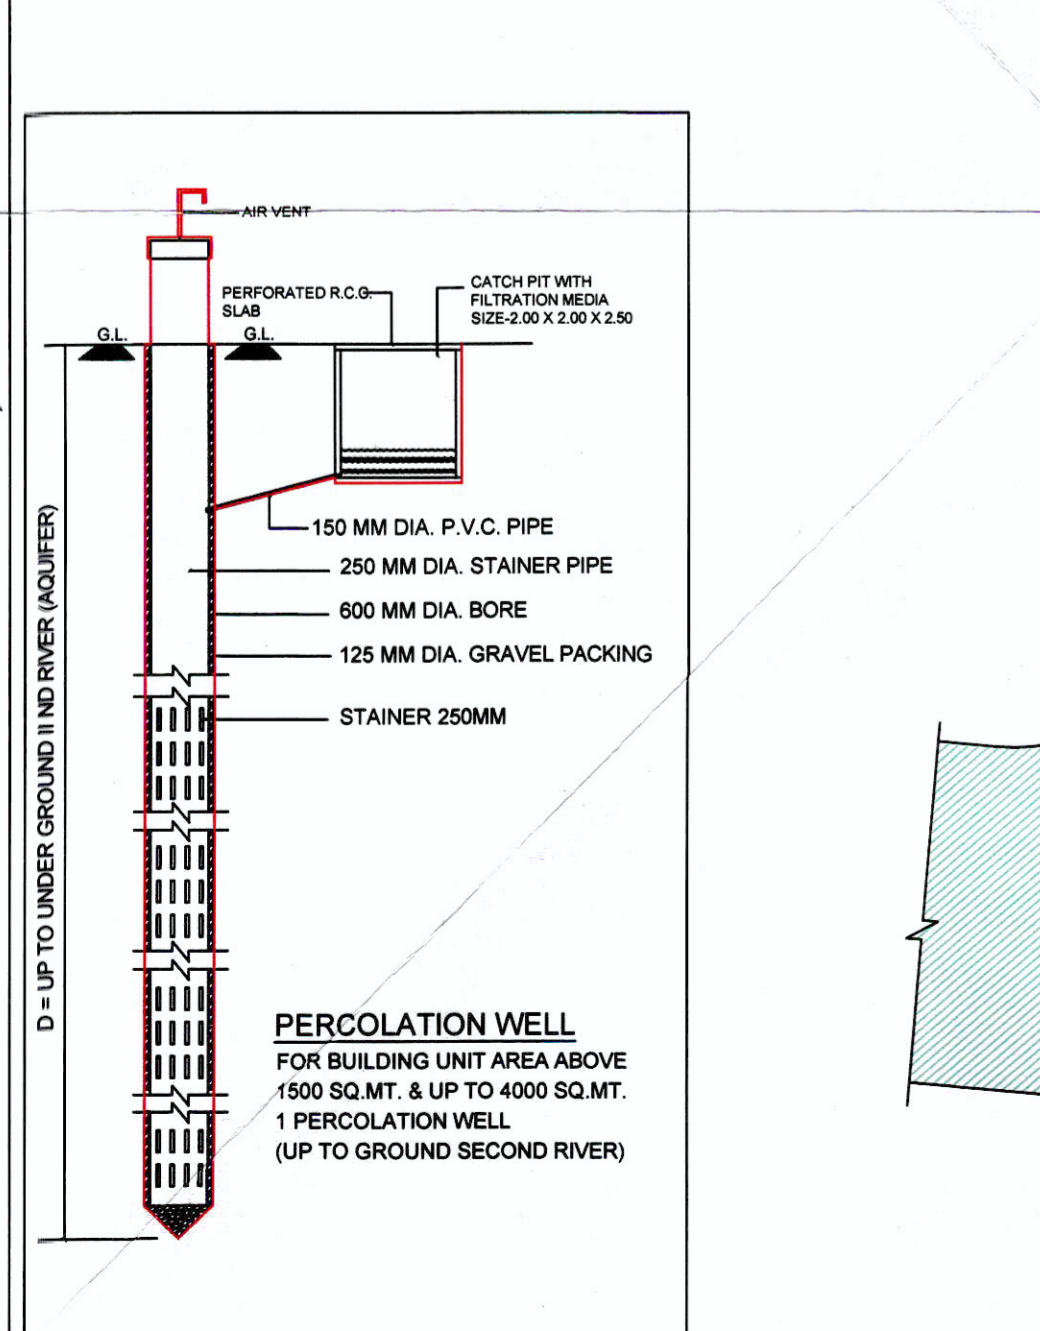 AIR VENT
PERFORATED R.C.G.
SLAB
CATCH PIT WITH
FILTRATION MEDIA
SIZE-2.00 X 2.00 X 2.50
G.L.
G.L.
150 MM DIA. P.V.C. PIPE
250 MM DIA. STAINER PIPE
600 MM DIA. BORE
125 MM DIA. GRAVEL PACKING
STAINER 250MM
D = UP TO UNDER GROUND II ND RIVER (AQUIFER)
PERCOLATION WELL
FOR BUILDING UNIT AREA ABOVE
1500 SQ.MT. & UP TO 4000 SQ.MT.
1 PERCOLATION WELL
(UP TO GROUND SECOND RIVER)